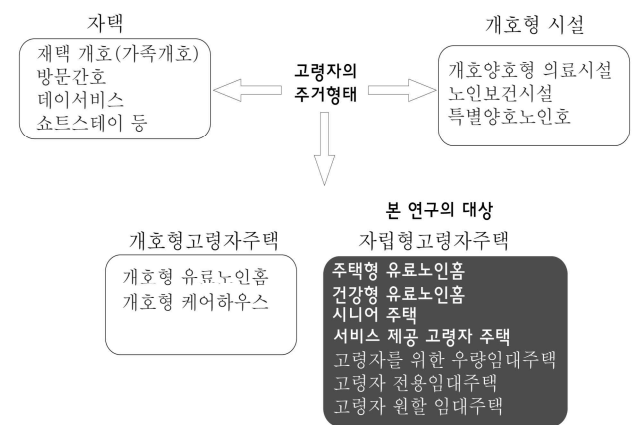 자택
재택 개호(가족개호)
방문간호
데이서비스
쇼트스테이 등
고령자의
주거형태
개호형 시설
개호양호형 의료시설
노인보건시설
특별양호노인호
개호형고령자주택
개호형 유료노인홈
개호형 케어하우스
본 연구의 대상
자립형고령자주택
주택형 유료노인홈
건강형 유료노인홈
시니어 주택
서비스 제공 고령자 주택
고령자를 위한 우량임대주택
고령자 전용임대주택
고령자 원할 임대주택